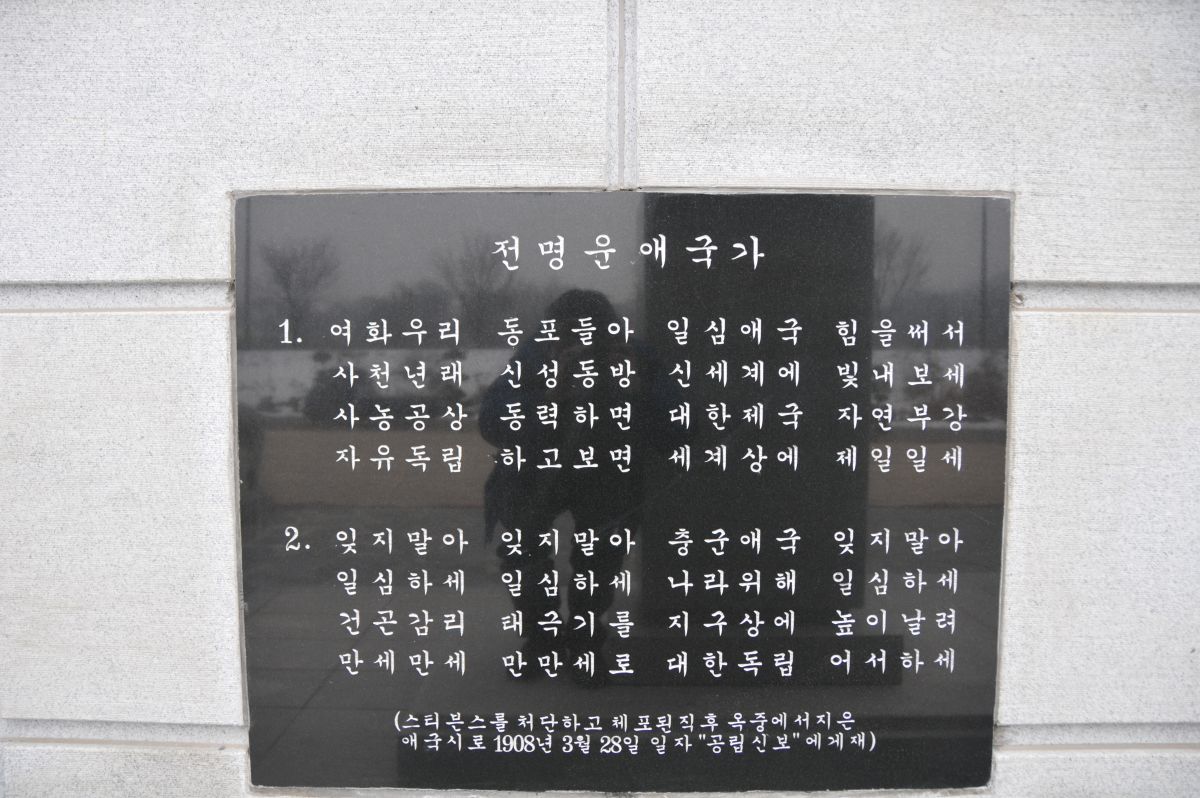 전명운애국가
1. 여화우리 동포들아 일심애국 힘을써서
사천년래 신성동방 신세계에 빛내보세
사농공상 동력하면 대한제국 자연부강
자유독립 하고보면 세계상에 제일일세
2. 잊지말아 잊지말아 충군애국 잊지말아
일심하세 일심하세 나라위해 일심하세
건곤감리 태극기를 지구상에 높이날려
만세만세 만만세로 대한독립 어서하세
(스티븐스를 처단하고 체포된직후 옥중에서지은
애국시로 1908년 3월 28일 일자 "공립신보"에게재)